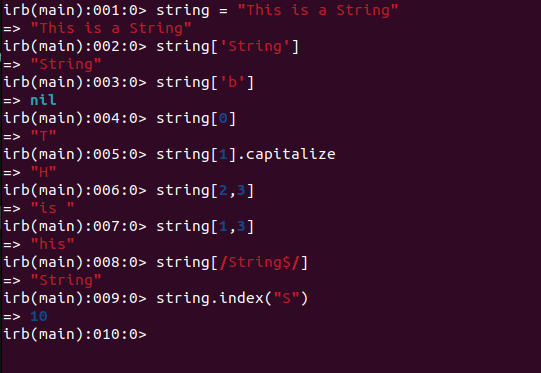 irb(main):001:0> string = "This is a String"
=> "This is a String"
irb(main):002:0> string['String']
=> "String"
irb(main):003:0> string['b']
=> nil
irb(main):004:0> string[0]
=> "T"
irb(main):005:0> string[1].capitalize
=> "H"
irb(main):006:0> string[2,3]
=> "is "
irb(main):007:0> string[1,3]
=> "his"
irb(main):008:0> string[/String$/]
=> "String"
irb(main):009:0> string.index("S")
=> 10
irb(main):010:0>